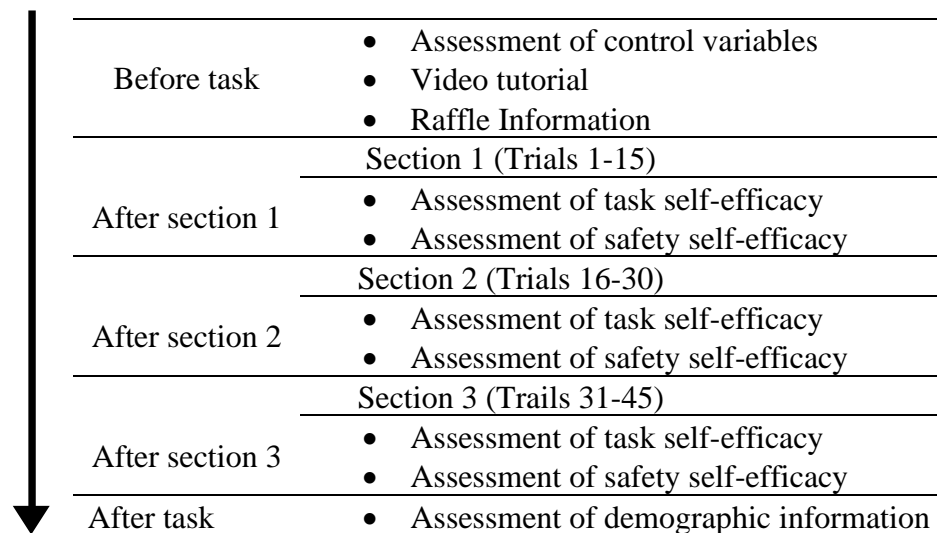 Before task
• Assessment of control variables
• Video tutorial
• Raffle Information
Section 1 (Trials 1-15)
After section 1
• Assessment of task self-efficacy
• Assessment of safety self-efficacy
Section 2 (Trials 16-30)
After section 2
• Assessment of task self-efficacy
• Assessment of safety self-efficacy
Section 3 (Trails 31-45)
After section 3
• Assessment of task self-efficacy
• Assessment of safety self-efficacy
After task
• Assessment of demographic information